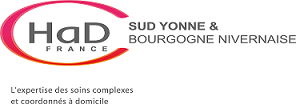 HaD
FRANCE
SUD YONNE &
BOURGOGNE NIVERNAISE
L'expertise des soins complexes
et coordonnés à domicile